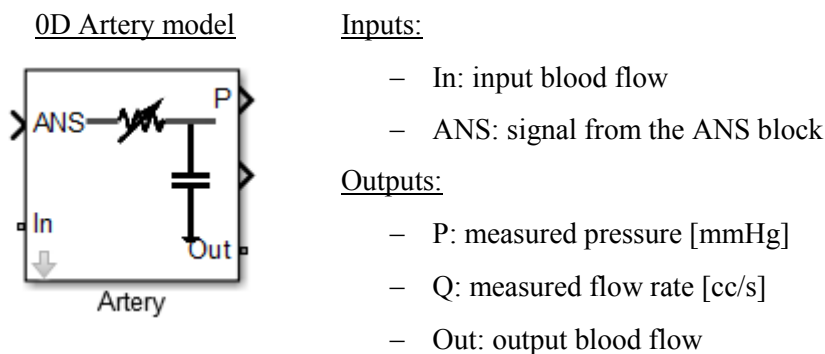 0D Artery model
ANS
P
In
Out
Artery
Inputs:
– In: input blood flow
– ANS: signal from the ANS block
Outputs:
– P: measured pressure [mmHg]
– Q: measured flow rate [cc/s]
– Out: output blood flow